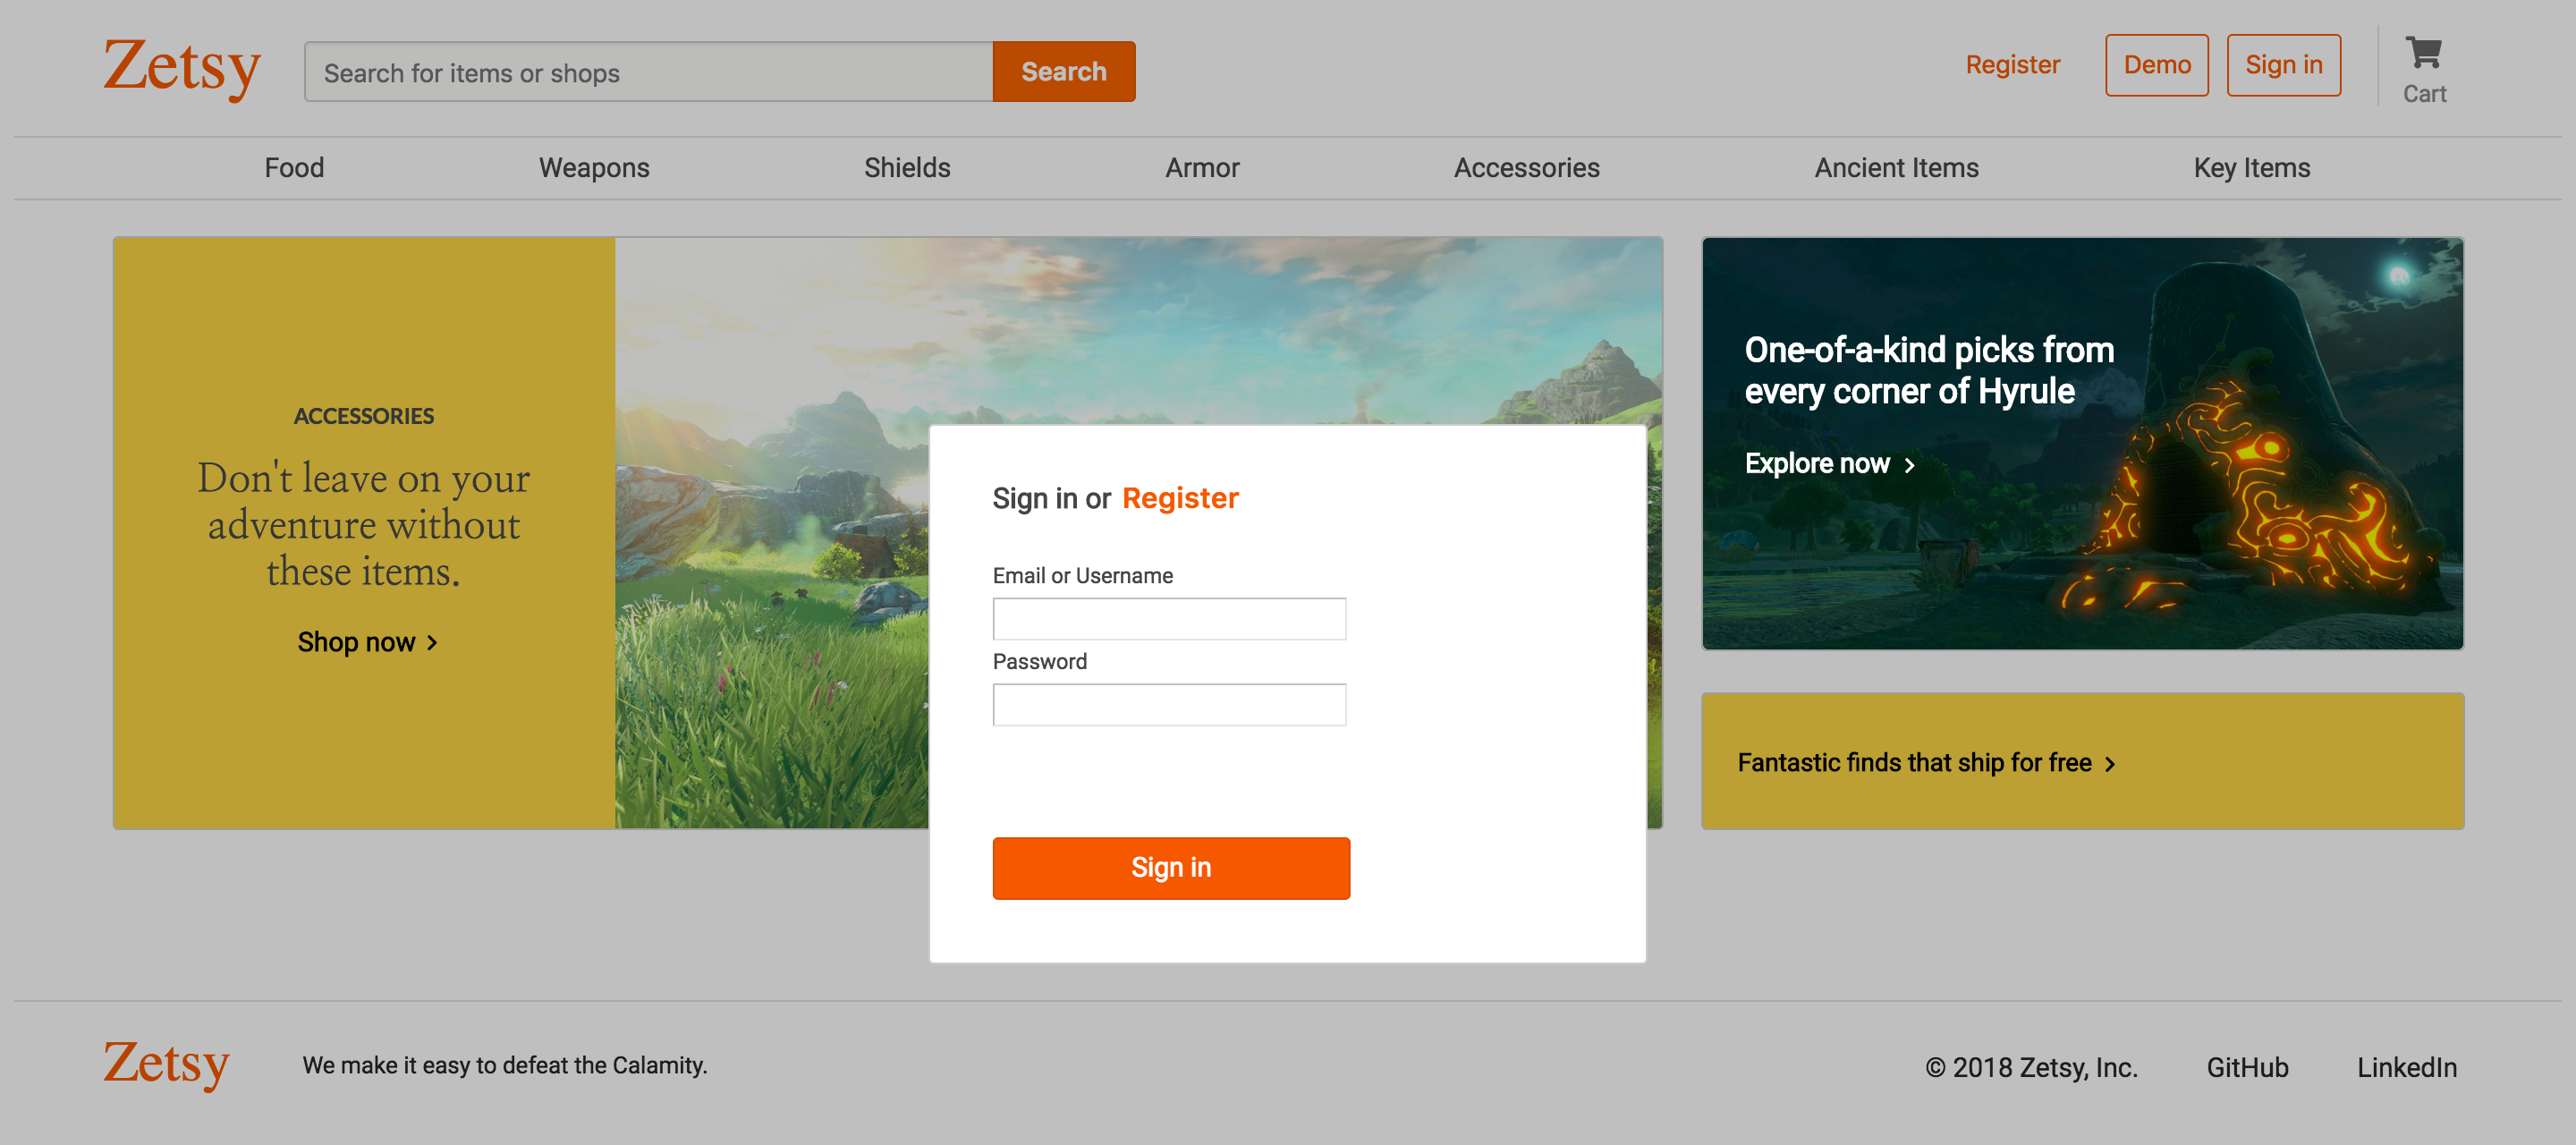 Zetsy
Search for items or shops
Search
Register
Demo
Sign in
Cart
Food
Weapons
Shields
Armor
Accessories
Ancient Items
Key Items
ACCESSORIES
Don't leave on your
adventure without
these items.
Shop now
One-of-a-kind picks from
every corner of Hyrule
Explore now
Fantastic finds that ship for free
Sign in or Register
Email or Username
Password
Sign in
Zetsy
We make it easy to defeat the Calamity.
© 2018 Zetsy, Inc.
GitHub
LinkedIn